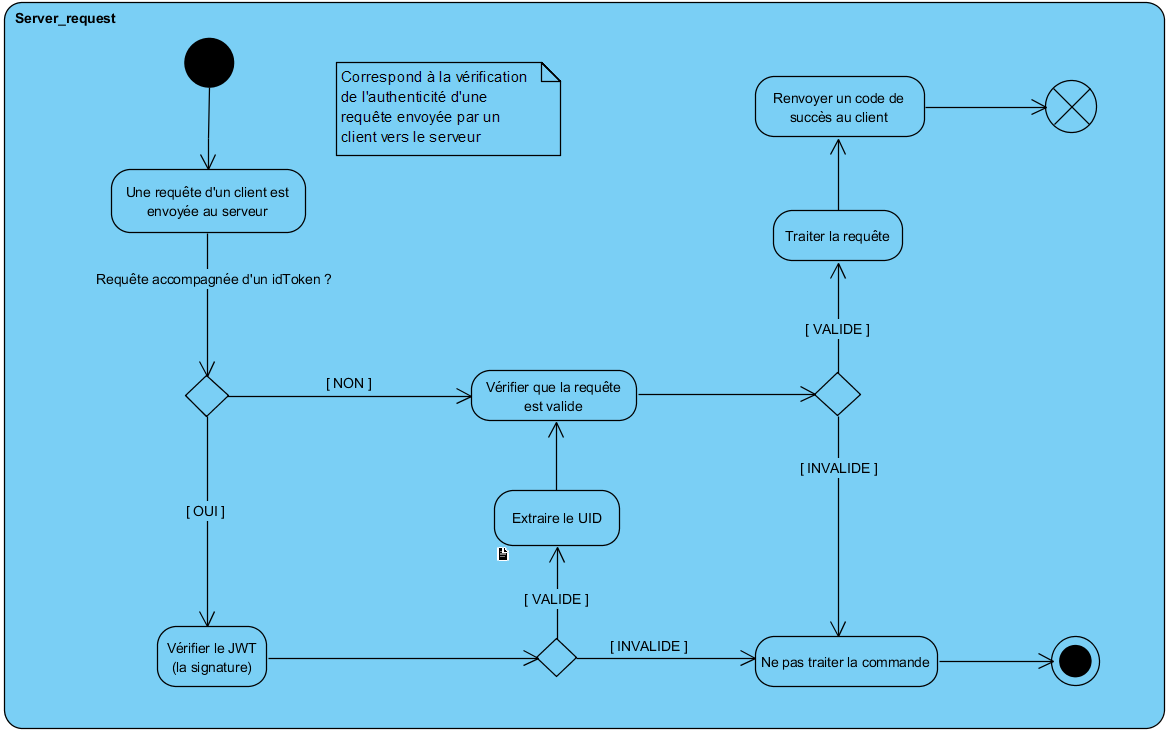 Server_request
Correspond à la vérification
de l'authenticité d'une
requête envoyée par un
client vers le serveur
Renvoyer un code de
succès au client
Une requête d'un client est
envoyée au serveur
Traiter la requête
Requête accompagnée d'un idToken ?
[ VALIDE ]
[ NON ]
Vérifier que la requête
est valide
[ INVALIDE ]
[ OUI ]
Extraire le UID
[ VALIDE ]
Vérifier le JWT
(la signature)
[ INVALIDE ]
Ne pas traiter la commande